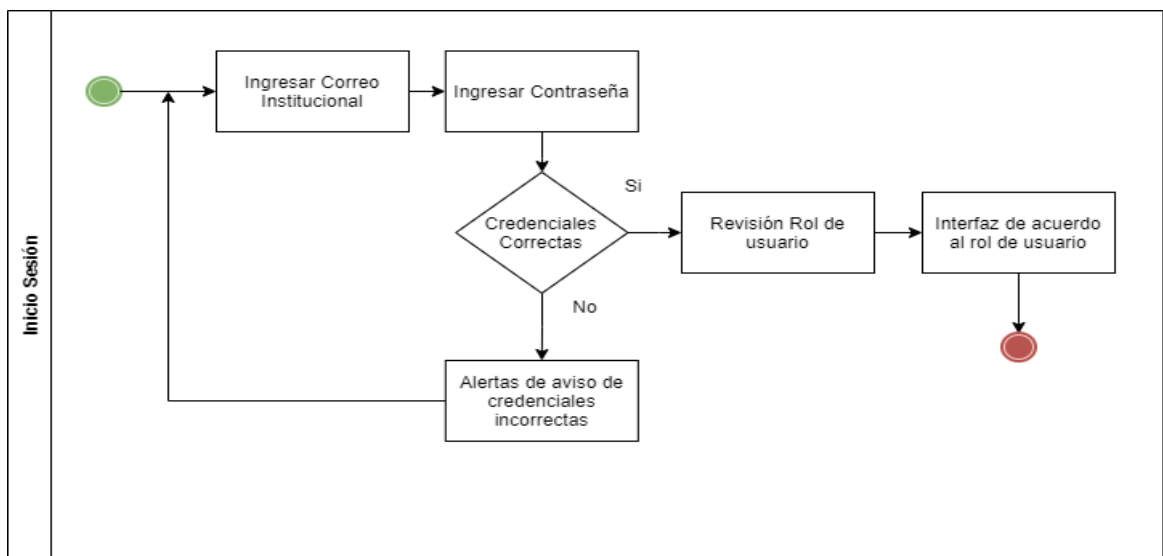 Inicio Sesión
Ingresar Correo
Institucional
Ingresar Contraseña
Credenciales
Correctas
Si
Revisión Rol de
usuario
Interfaz de acuerdo
al rol de usuario
No
Alertas de aviso de
credenciales
incorrectas